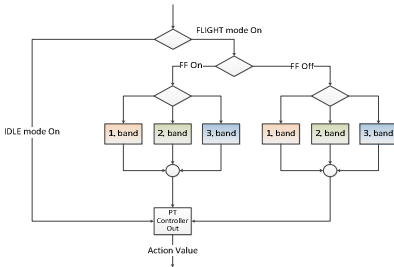 FLIGHT mode On
FF On
FF Off
IDLE mode On
1, band
2, band
3, band
1, band
2, band
3, band
PT
Controller
Out
Action Value